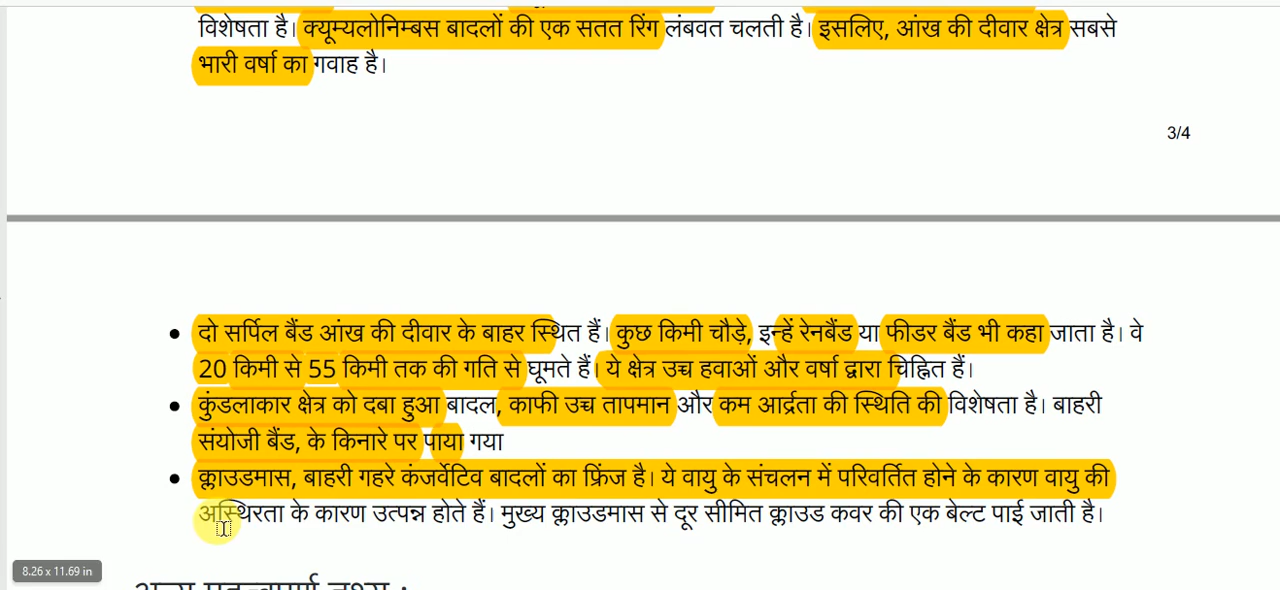 विशेषता है। क्यूम्यलोनिम्बस बादलों की एक सतत रिंग लंबवत चलती है। इसलिए, आंख की दीवार क्षेत्र सबसे
भारी वर्षा का गवाह है।
3/4
• दो सर्पिल बैंड आंख की दीवार के बाहर स्थित हैं। कुछ किमी चौड़े, इन्हें रेनबैंड या फीडर बैंड भी कहा जाता है। वे
20 किमी से 55 किमी तक की गति से घूमते हैं। ये क्षेत्र उच्च हवाओं और वर्षा द्वारा चिह्नित हैं।
• कुंडलाकार क्षेत्र को दबा हुआ बादल, काफी उच्च तापमान और कम आर्द्रता की स्थिति की विशेषता है। बाहरी
संयोजी बैंड, के किनारे पर पाया गया
• क्लाउडमास, बाहरी गहरे कंजर्वेटिव बादलों का फ्रिंज है। ये वायु के संचलन में परिवर्तित होने के कारण वायु की
अस्थिरता के कारण उत्पन्न होते हैं। मुख्य क्लाउडमास से दूर सीमित क्लाउड कवर की एक बेल्ट पाई जाती है।
8.26 x 11.69 in